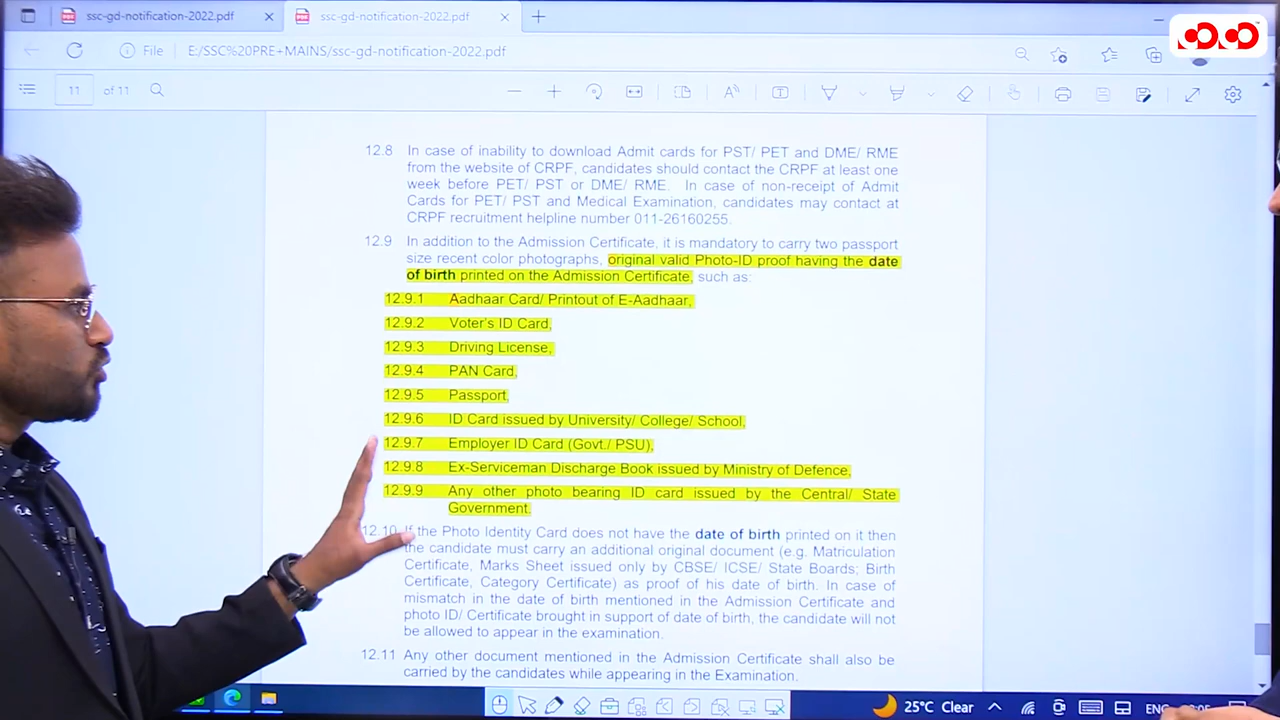 ssc-gd-notification-2022.pdf
ssc-gd-notification-2022.pdf
File
E:/SSC%20PRE+MAINS/ssc-gd-notification-2022.pdf
11 of 11
12.8 In case of inability to download Admit cards for PST/ PET and DME/ RME
from the website of CRPF, candidates should contact the CRPF at least one
week before PET/ PST or DME/ RME. In case of non-receipt of Admit
Cards for PET/ PST and Medical Examination, candidates may contact at
CRPF recruitment helpline number 011-26160255.
12.9 In addition to the Admission Certificate, it is mandatory to carry two passport
size recent color photographs, original valid Photo-ID proof having the date
of birth printed on the Admission Certificate, such as:
12.9.1 Aadhaar Card/ Printout of E-Aadhaar,
12.9.2 Voter's ID Card,
12.9.3 Driving License,
12.9.4 PAN Card,
12.9.5 Passport,
12.9.6 ID Card issued by University/ College/ School,
12.9.7 Employer ID Card (Govt./ PSU),
12.9.8 Ex-Serviceman Discharge Book issued by Ministry of Defence,
12.9.9 Any other photo bearing ID card issued by the Central/ State
Government.
12.10 If the Photo Identity Card does not have the date of birth printed on it then
the candidate must carry an additional original document (e.g. Matriculation
Certificate, Marks Sheet issued only by CBSE/ ICSE/ State Boards; Birth
Certificate, Category Certificate) as proof of his date of birth. In case of
mismatch in the date of birth mentioned in the Admission Certificate and
photo ID/ Certificate brought in support of date of birth, the candidate will not
be allowed to appear in the examination.
12.11 Any other document mentioned in the Admission Certificate shall also be
carried by the candidates while appearing in the Examination.
25°C Clear
ENG